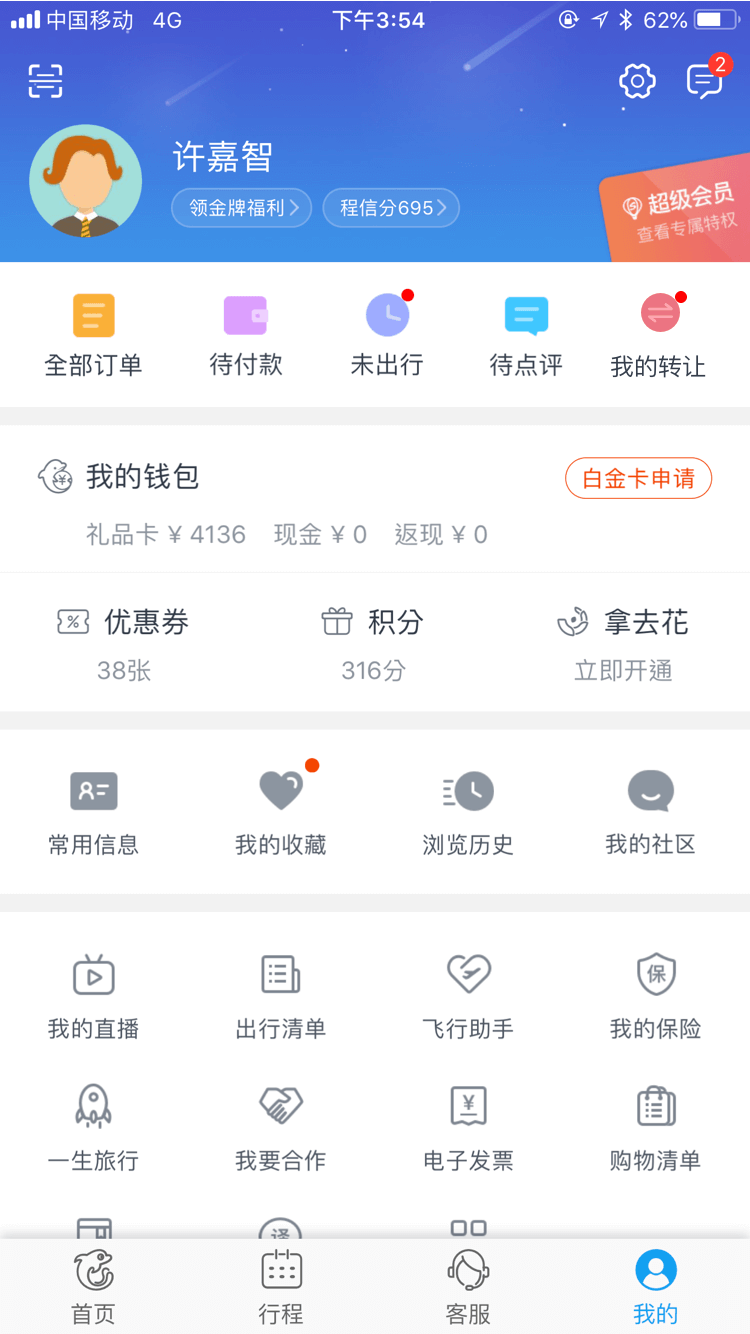 中国移动 4G 下午3:54 62%
2
许嘉智
领金牌福利 程信分695
超级会员
查看专属特权
全部订单 待付款 未出行 待点评 我的转让
我的钱包 白金卡申请
礼品卡 ¥ 4136 现金 ¥ 0 返现 ¥ 0
优惠券 积分 拿去花
38张 316分 立即开通
常用信息 我的收藏 浏览历史 我的社区
保
我的直播 出行清单 飞行助手 我的保险
¥
一生旅行 我要合作 电子发票 购物清单
首页 行程 客服 我的